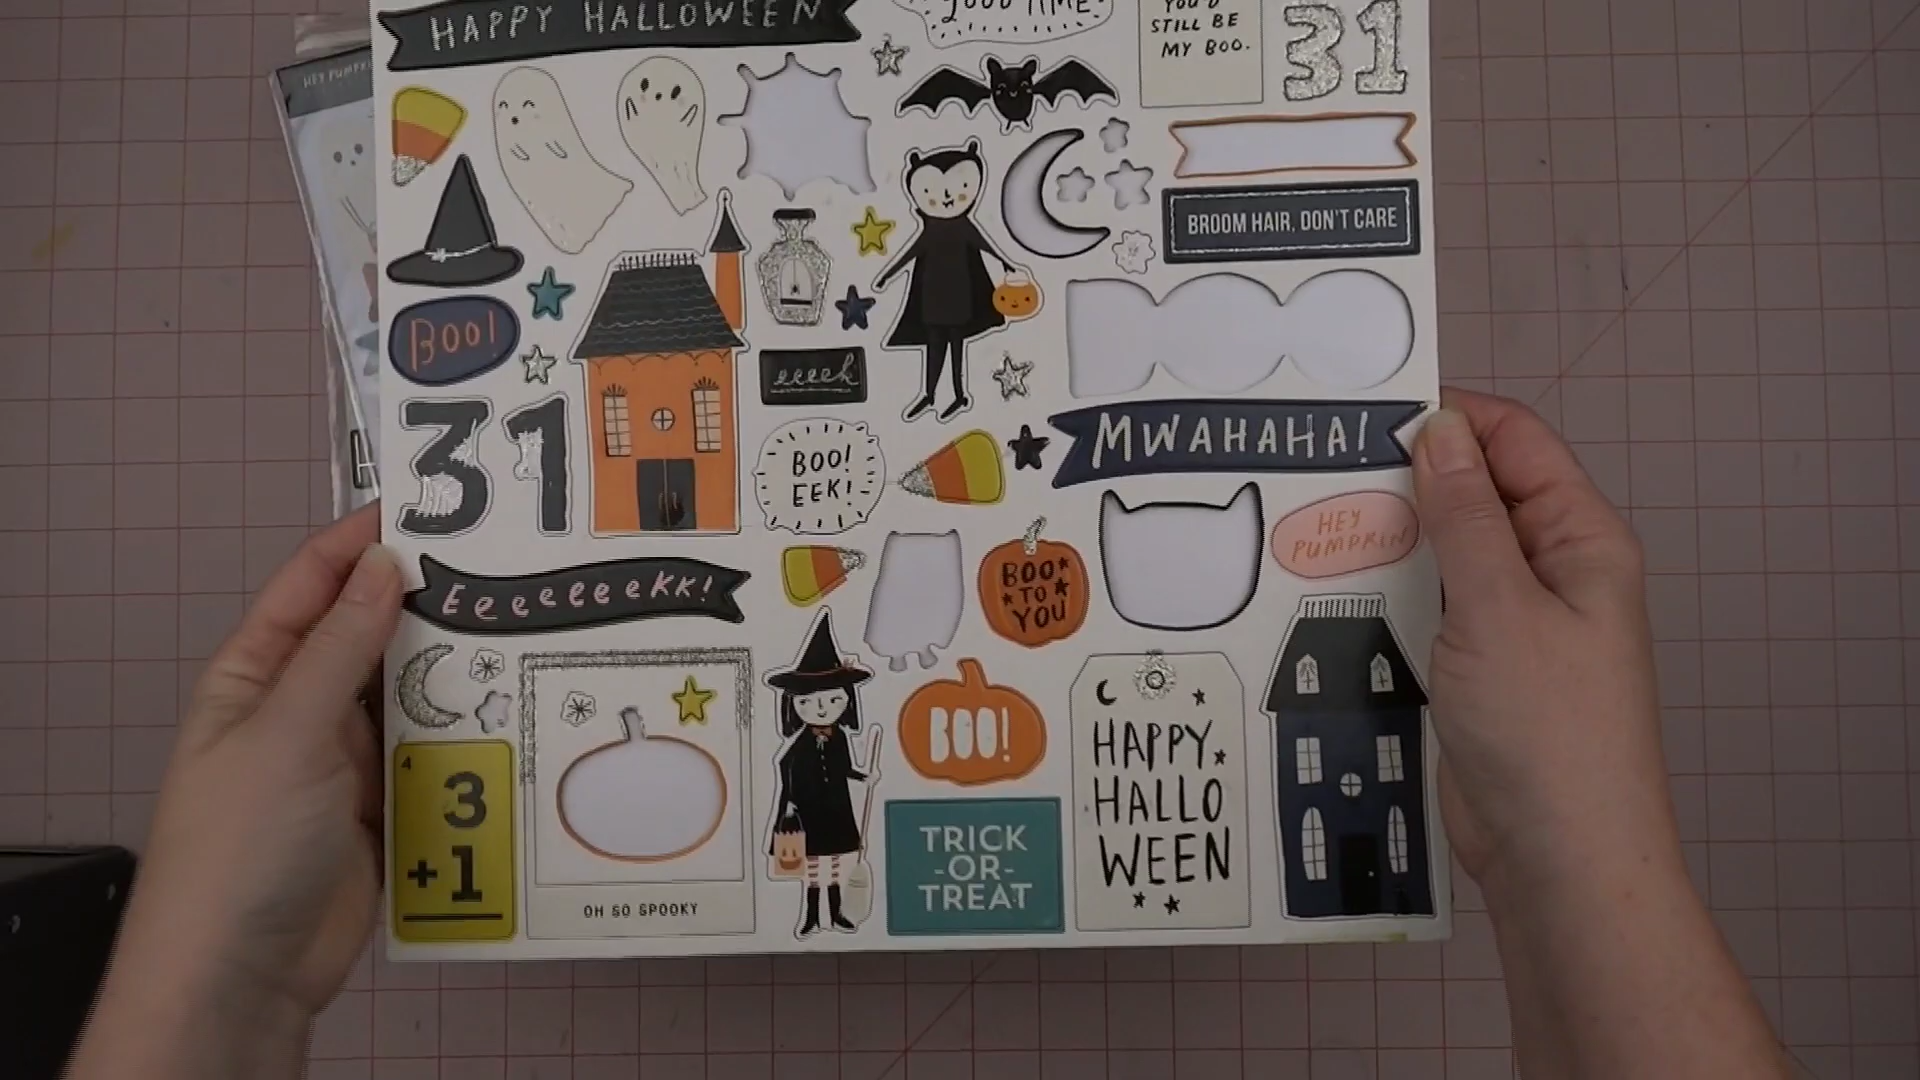 HAPPY HALLOWEEN
GOOD TIME
YOU'D
STILL BE
MY BOO.
31
HEY PUMPKI
BROOM HAIR, DON'T CARE
BOO!
eeeek
31
BOO!
EEK!
MWAHAHA!
HEY
PUMPKIN
BOO
TO
YOU
EeeeeeeKK!
BOO!
HAPPY
HALLO
WEEN
4
3
+1
OH SO SPOOKY
TRICK
-OR-
TREAT
H